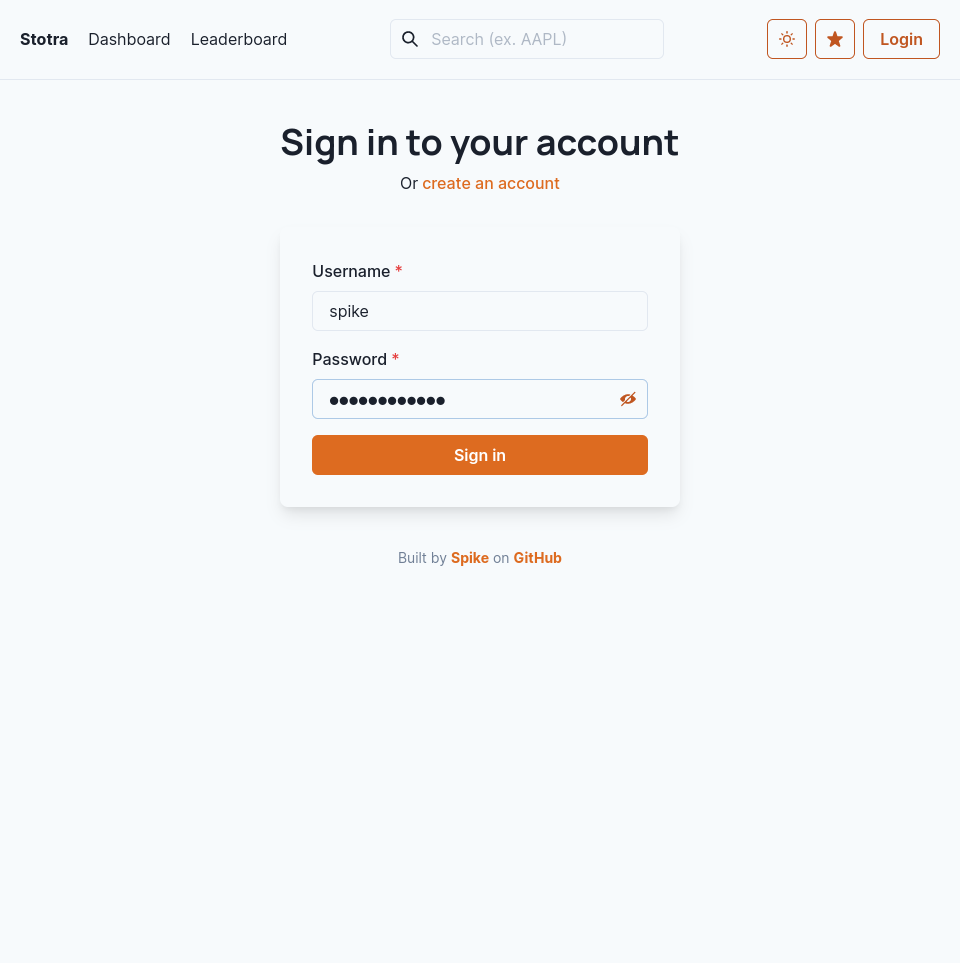 Stotra Dashboard Leaderboard Search (ex. AAPL) Login
Sign in to your account
Or create an account
Username *
spike
Password *
●●●●●●●●●●●●
Sign in
Built by Spike on GitHub